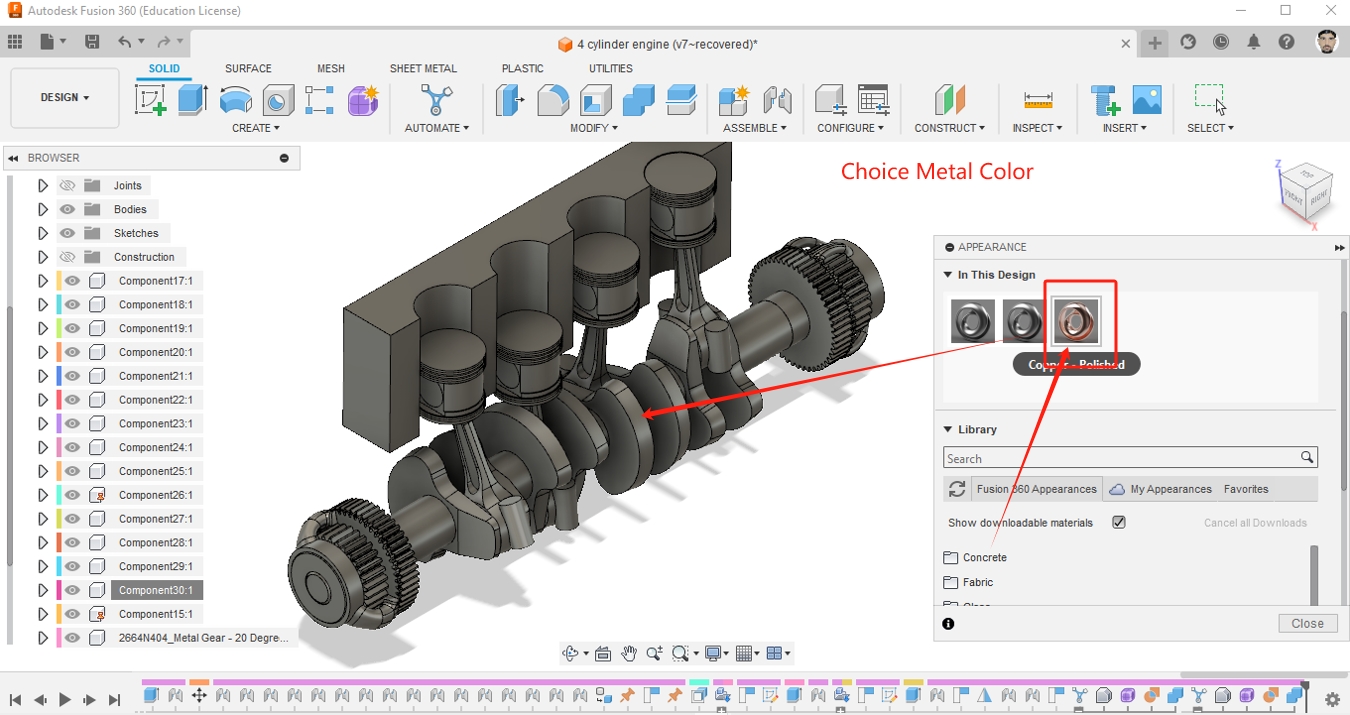 Autodesk Fusion 360 (Education License)
4 cylinder engine (v7~recovered)*
DESIGN
SOLID SURFACE MESH SHEET METAL PLASTIC UTILITIES
CREATE AUTOMATE MODIFY ASSEMBLE CONFIGURE CONSTRUCT INSPECT INSERT SELECT
BROWSER
Joints
Bodies
Sketches
Construction
Component17:1
Component18:1
Component19:1
Component20:1
Component21:1
Component22:1
Component23:1
Component24:1
Component25:1
Component26:1
Component27:1
Component28:1
Component29:1
Component30:1
Component15:1
2664N404_Metal Gear - 20 Degre...
Choice Metal Color
Z
TOP
FRONT RIGHT
X
APPEARANCE
In This Design
Copper - Polished
Library
Search
Fusion 360 Appearances My Appearances Favorites
Show downloadable materials Cancel all Downloads
Concrete
Fabric
Close